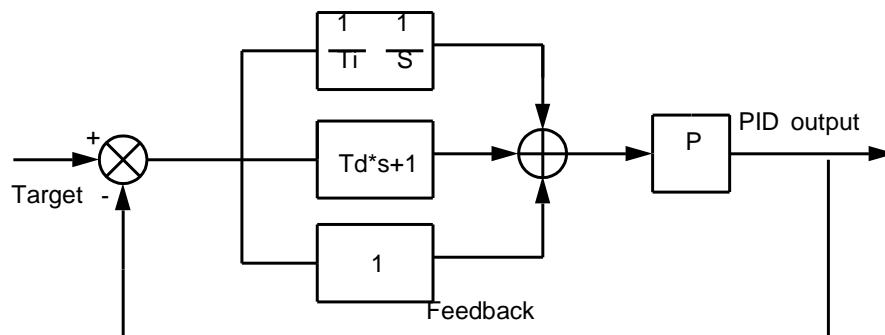 1 1
Ti S
+
Td*s+1
P
PID output
Target
-
1
Feedback